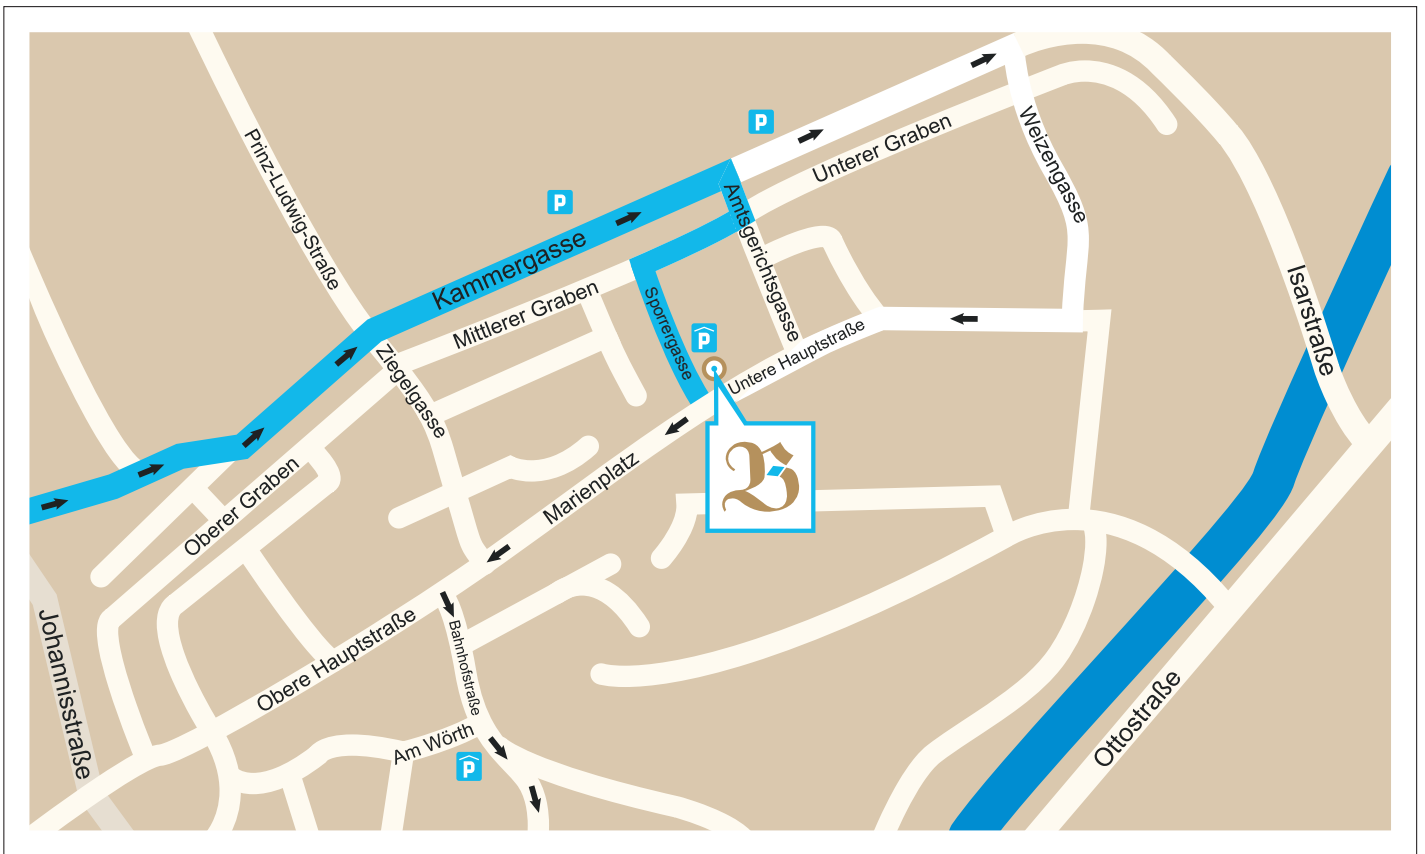 P
Prinz-Ludwig-Straße
Weizengasse
Unterer Graben
P
Amtsgerichtsgasse
Kammergasse
Isarstraße
Mittlerer Graben
Sporrergasse
P
Untere Hauptstraße
Ziegelgasse
B
Marienplatz
Oberer Graben
Johannisstraße
Obere Hauptstraße
Bahnhofstraße
Ottostraße
Am Wörth
P